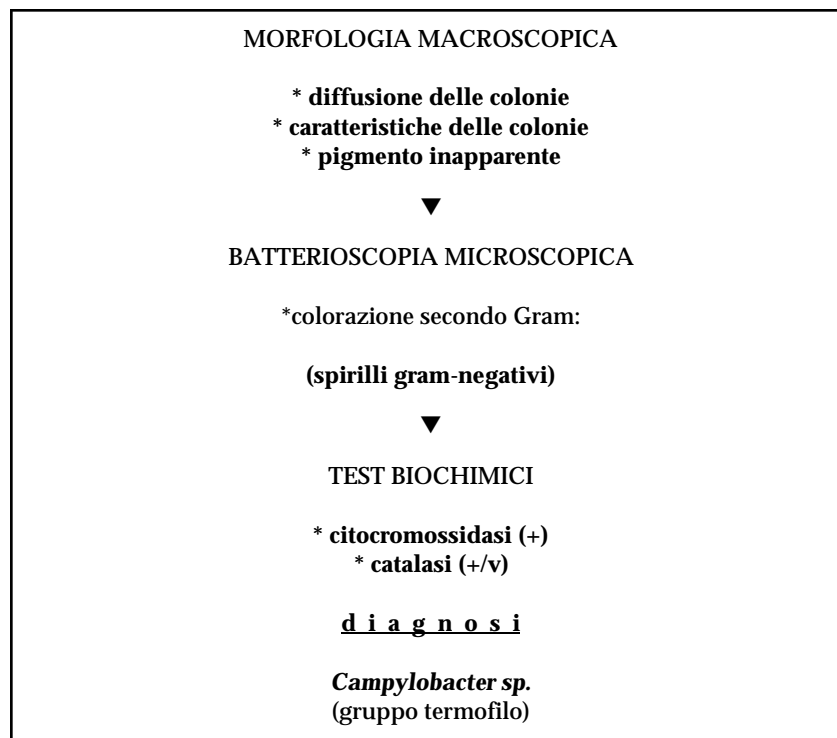 MORFOLOGIA MACROSCOPICA
* diffusione delle colonie
* caratteristiche delle colonie
* pigmento inapparente
▼
BATTERIOSCOPIA MICROSCOPICA
*colorazione secondo Gram:
(spirilli gram-negativi)
▼
TEST BIOCHIMICI
* citocromossidasi (+)
* catalasi (+/v)
d i a g n o s i
Campylobacter sp.
(gruppo termofilo)